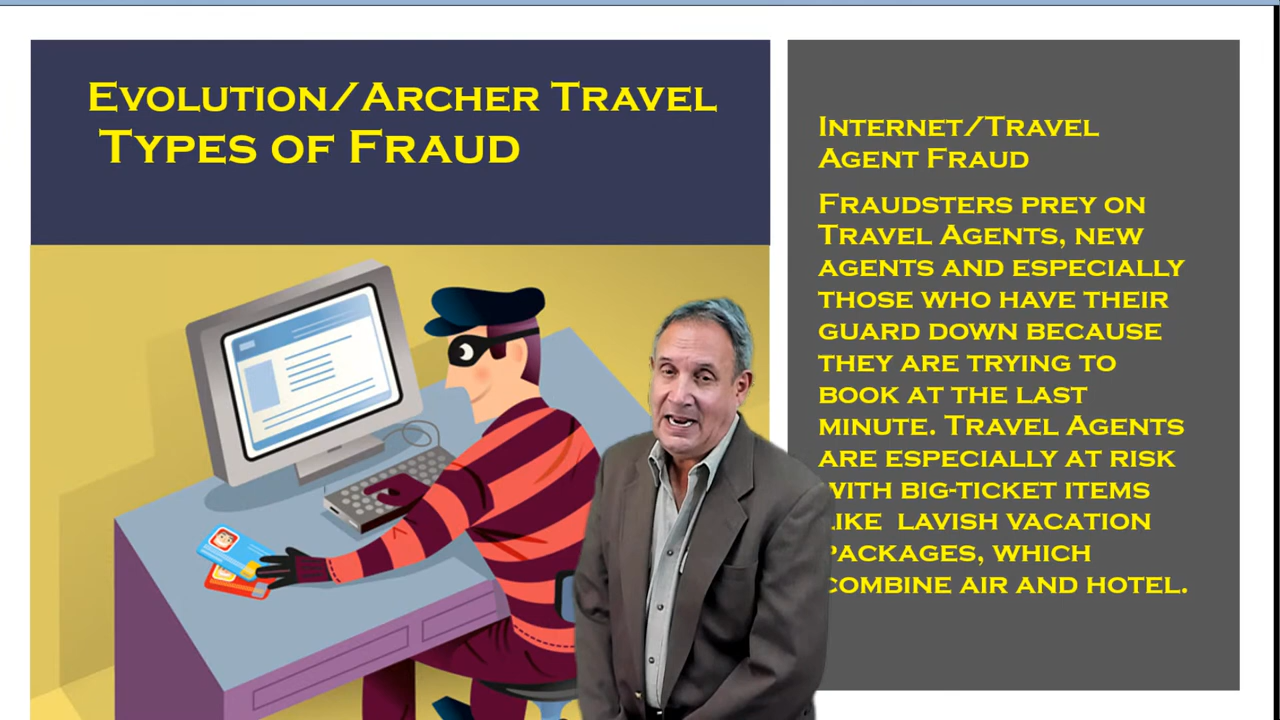 Evolution/Archer Travel
Types of Fraud
Internet/Travel
Agent Fraud
Fraudsters prey on
Travel Agents, new
agents and especially
those who have their
guard down because
they are trying to
book at the last
minute. Travel Agents
are especially at risk
with big-ticket items
like lavish vacation
packages, which
combine air and hotel.